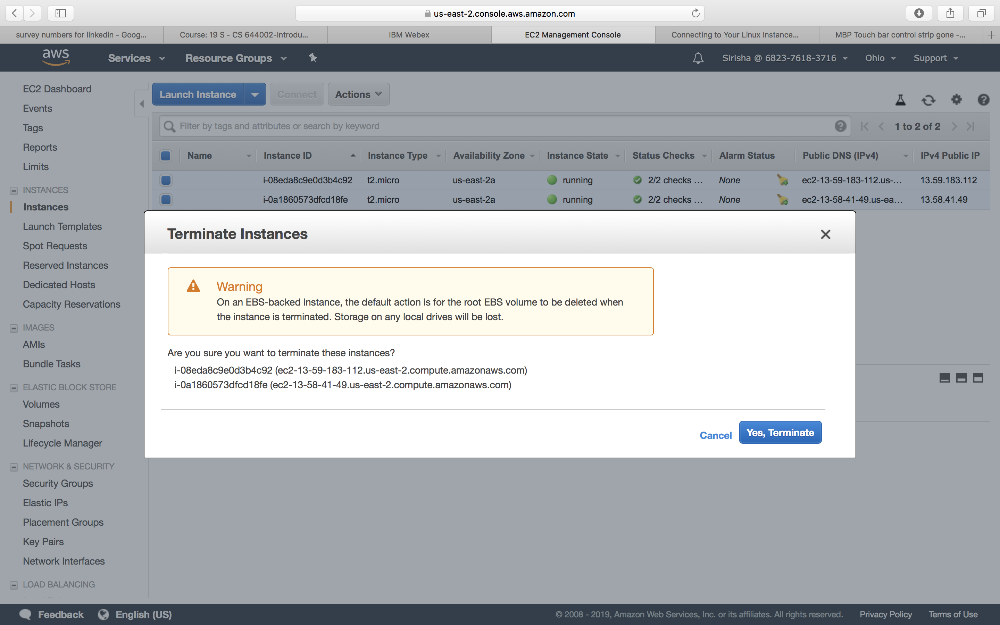 us-east-2.console.aws.amazon.com
survey numbers for linkedin - Goog...
Course: 19 S - CS 644002-Introdu...
IBM Webex
EC2 Management Console
Connecting to Your Linux Instance...
MBP Touch bar control strip gone -...
aws
Services
Resource Groups
Sirisha @ 6823-7618-3716
Ohio
Support
EC2 Dashboard
Events
Tags
Reports
Limits
INSTANCES
Instances
Launch Templates
Spot Requests
Reserved Instances
Dedicated Hosts
Capacity Reservations
IMAGES
AMIs
Bundle Tasks
ELASTIC BLOCK STORE
Volumes
Snapshots
Lifecycle Manager
NETWORK & SECURITY
Security Groups
Elastic IPs
Placement Groups
Key Pairs
Network Interfaces
LOAD BALANCING
Launch Instance
Connect
Actions
Filter by tags and attributes or search by keyword
1 to 2 of 2
Name Instance ID Instance Type Availability Zone Instance State Status Checks Alarm Status Public DNS (IPv4) IPv4 Public IP
i-08eda8c9e0d3b4c92 t2.micro us-east-2a running 2/2 checks ... None ec2-13-59-183-112.us-... 13.59.183.112
i-0a1860573dfcd18fe t2.micro us-east-2a running 2/2 checks ... None ec2-13-58-41-49.us-ea... 13.58.41.49
Terminate Instances
Warning
On an EBS-backed instance, the default action is for the root EBS volume to be deleted when
the instance is terminated. Storage on any local drives will be lost.
Are you sure you want to terminate these instances?
i-08eda8c9e0d3b4c92 (ec2-13-59-183-112.us-east-2.compute.amazonaws.com)
i-0a1860573dfcd18fe (ec2-13-58-41-49.us-east-2.compute.amazonaws.com)
Cancel
Yes, Terminate
Feedback
English (US)
© 2008 - 2019, Amazon Web Services, Inc. or its affiliates. All rights reserved.
Privacy Policy
Terms of Use